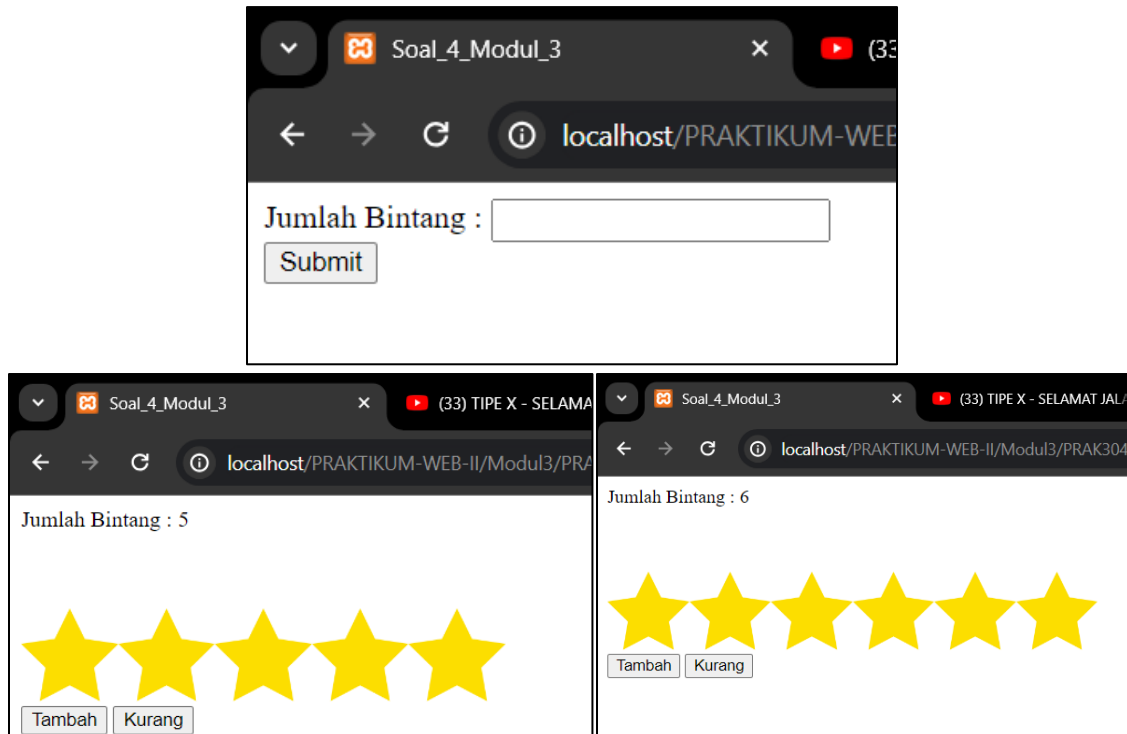 Soal_4_Modul_3
(33
localhost/PRAKTIKUM-WEB
Jumlah Bintang :
Submit
Soal_4_Modul_3
(33) TIPE X - SELAMA
localhost/PRAKTIKUM-WEB-II/Modul3/PRA
Jumlah Bintang : 5
Tambah Kurang
Soal_4_Modul_3
(33) TIPE X - SELAMAT JALA
localhost/PRAKTIKUM-WEB-II/Modul3/PRAK304
Jumlah Bintang : 6
Tambah Kurang